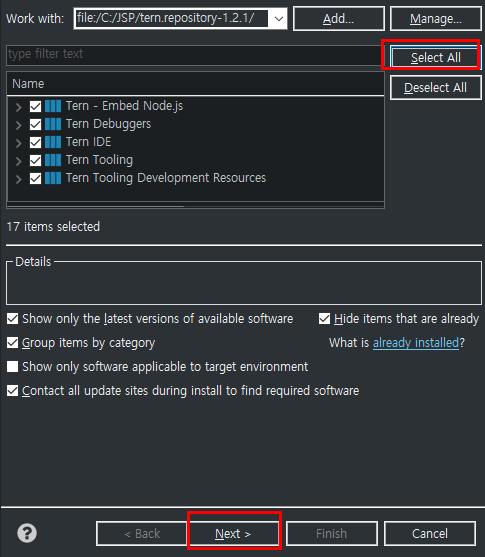 Work with: file:/C:/JSP/tern.repository-1.2.1/ Add... Manage...
type filter text Select All
Deselect All
Name
Tern - Embed Node.js
Tern Debuggers
Tern IDE
Tern Tooling
Tern Tooling Development Resources
17 items selected
Details
Show only the latest versions of available software Hide items that are already
Group items by category What is already installed?
Show only software applicable to target environment
Contact all update sites during install to find required software
? < Back Next > Finish Cancel